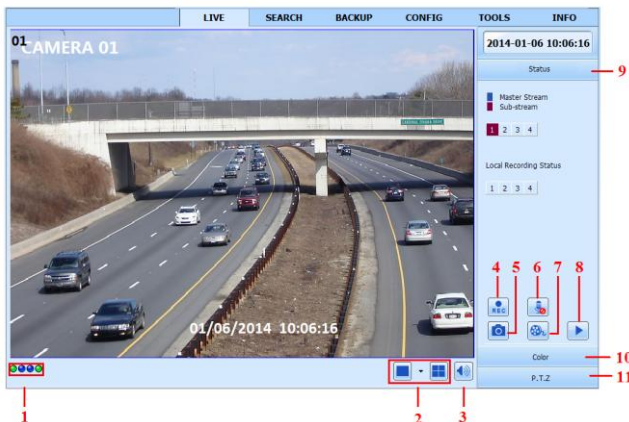 LIVE SEARCH BACKUP CONFIG TOOLS INFO
01
CAMERA 01
2014-01-06 10:06:16
Status
9
Master Stream
Sub-stream
1 2 3 4
Local Recording Status
1 2 3 4
4 5 6 7 8
REC
01/06/2014 10:06:16
Color
10
P.T.Z
11
1 2 3